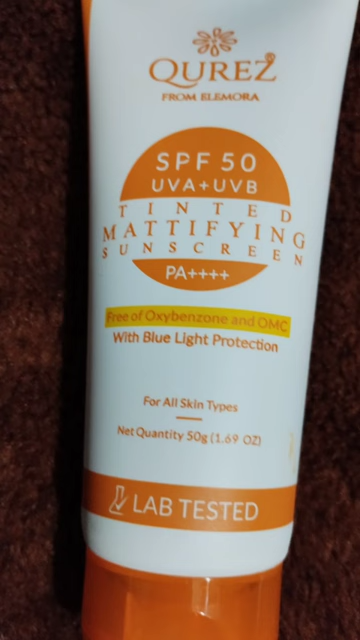 QUREZ
FROM ELEMORA
SPF 50
UVA+UVB
TINTED
MATTIFYING
SUNSCREEN
PA++++
Free of Oxybenzone and OMC
With Blue Light Protection
For All Skin Types
Net Quantity 50g (1.69 OZ)
LAB TESTED